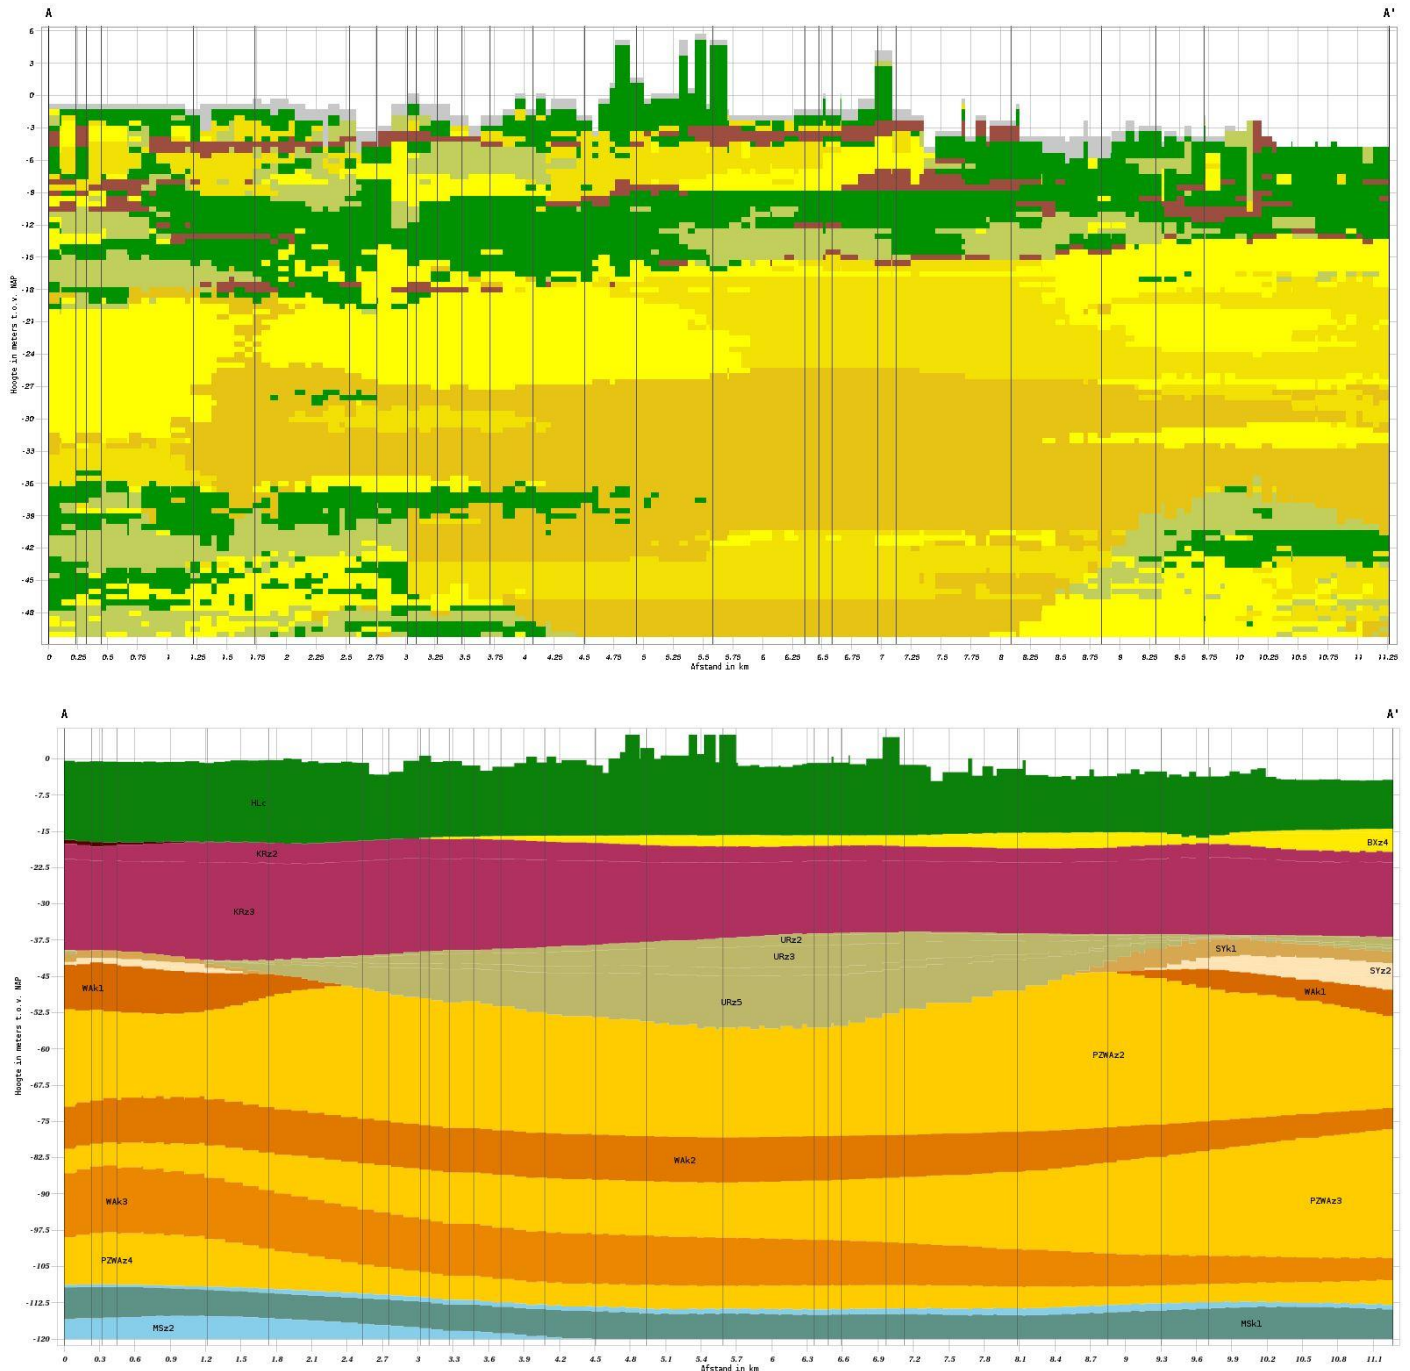 A A'
6
3
0
-3
-6
-9
-12
-15
-18
-21
-24
-27
-30
-33
-36
-39
-42
-45
-48
Hoogte in meters t.o.v. NAP
0 0.25 0.5 0.75 1 1.25 1.5 1.75 2 2.25 2.5 2.75 3 3.25 3.5 3.75 4 4.25 4.5 4.75 5 5.25 5.5 5.75 6 6.25 6.5 6.75 7 7.25 7.5 7.75 8 8.25 8.5 8.75 9 9.25 9.5 9.75 10 10.25 10.5 10.75 11 11.25
Afstand in km
A A'
0
-7.5
-15
-22.5
-30
-37.5
-45
-52.5
-60
-67.5
-75
-82.5
-90
-97.5
-105
-112.5
-120
Hoogte in meters t.o.v. NAP
HLc
BXz4
KRz2
KRz3
URz2
SYk1
URz3
SYz2
WAk1
WAk1
URz5
PZWAz2
WAk2
WAk3
PZWAz3
PZWAz4
MSk1
MSz2
0 0.3 0.6 0.9 1.2 1.5 1.8 2.1 2.4 2.7 3 3.3 3.6 3.9 4.2 4.5 4.8 5.1 5.4 5.7 6 6.3 6.6 6.9 7.2 7.5 7.8 8.1 8.4 8.7 9 9.3 9.6 9.9 10.2 10.5 10.8 11.1
Afstand in km